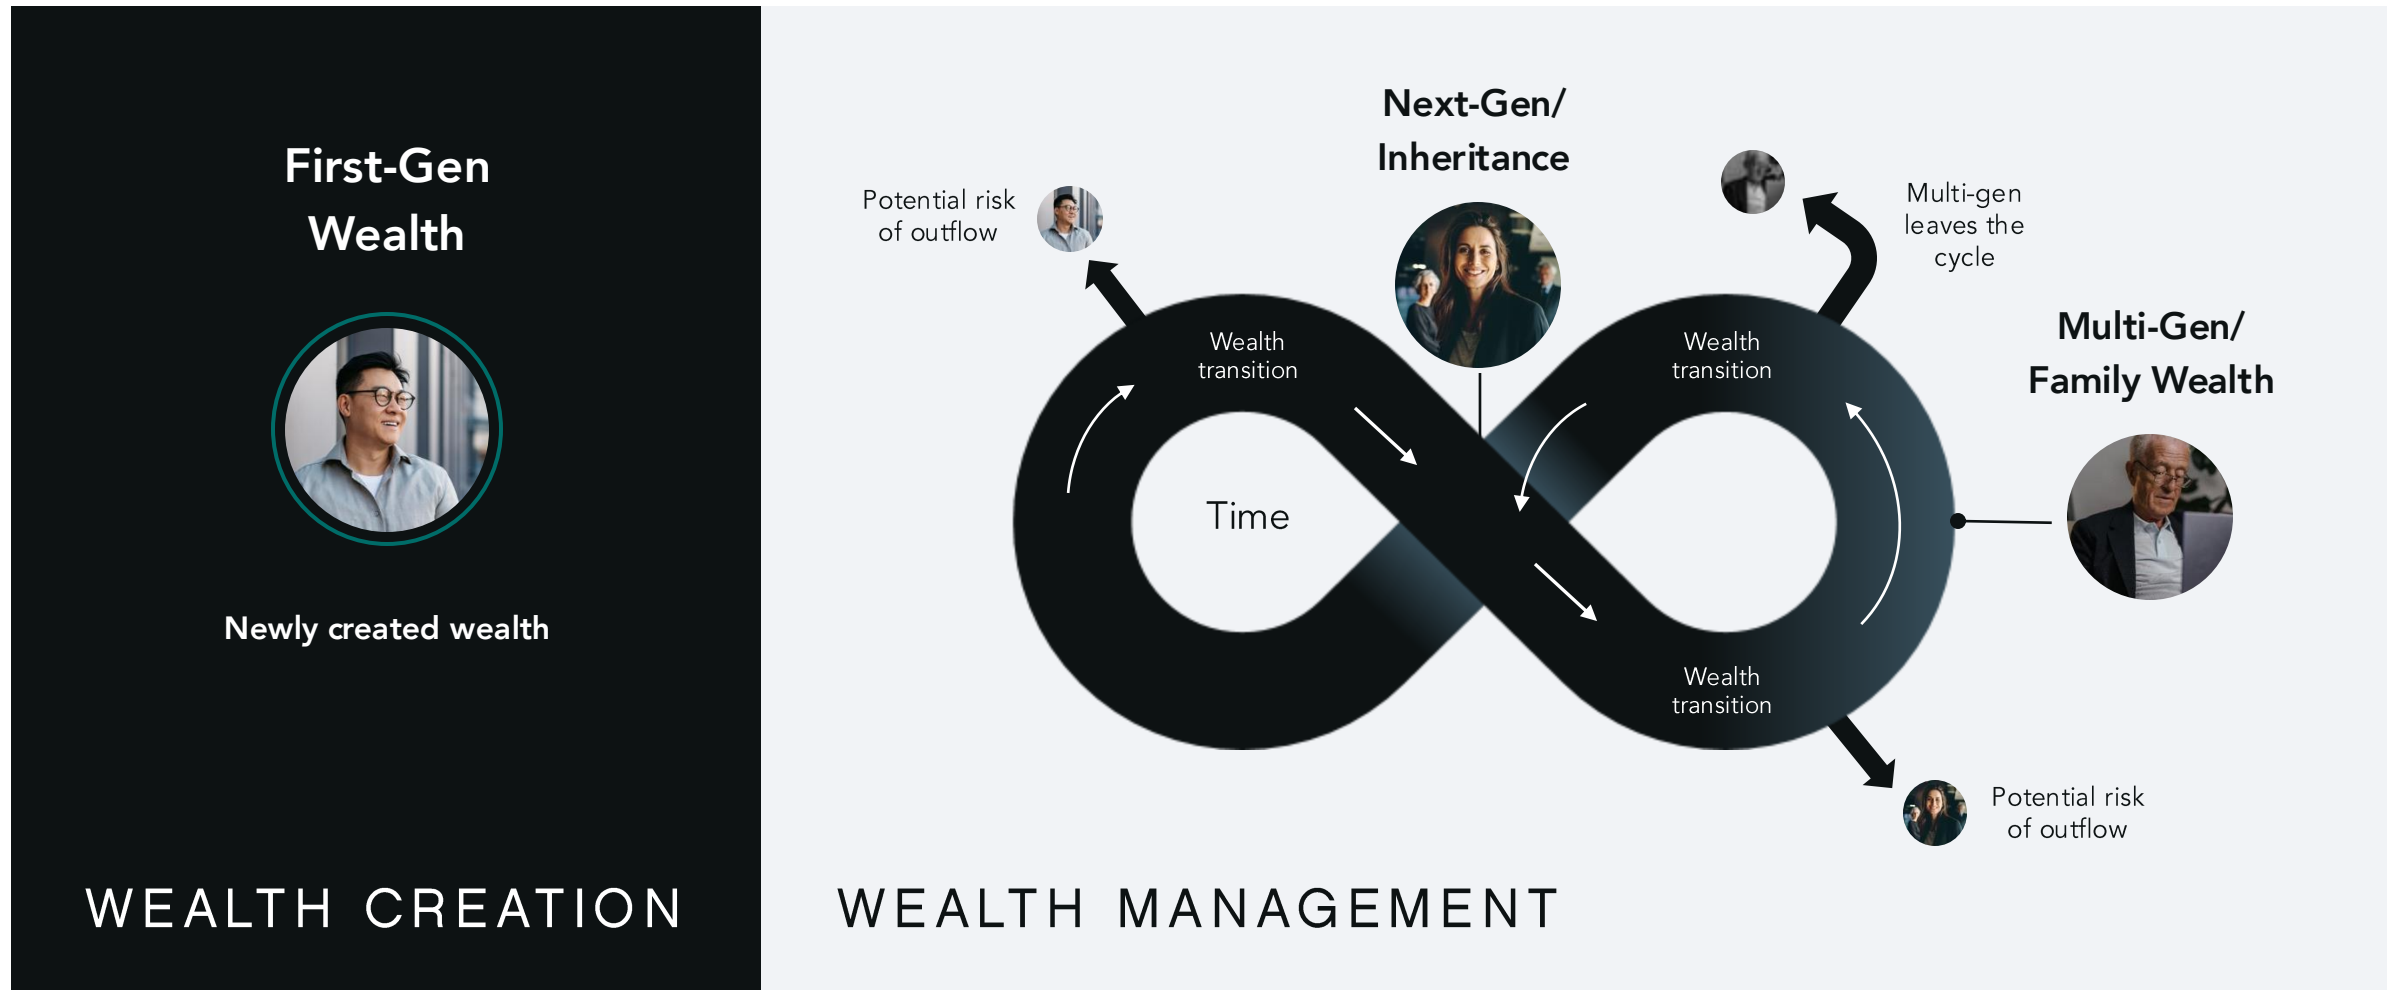 First-Gen
Wealth
Newly created wealth
WEALTH CREATION
Potential risk
of outflow
Next-Gen/
Inheritance
Multi-gen
leaves the
cycle
Multi-Gen/
Family Wealth
Wealth
transition
Wealth
transition
Time
Wealth
transition
Potential risk
of outflow
WEALTH MANAGEMENT